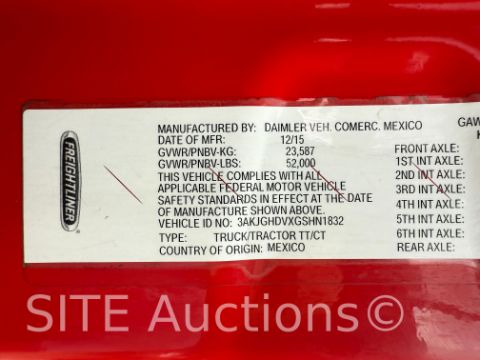 FREIGHTLINER
MANUFACTURED BY: DAIMLER VEH. COMERC. MEXICO
DATE OF MFR: 12/15
GVWR/PNBV-KG: 23,587
GVWR/PNBV-LBS: 52,000
THIS VEHICLE COMPLIES WITH ALL
APPLICABLE FEDERAL MOTOR VEHICLE
SAFETY STANDARDS IN EFFECT AT THE DATE
OF MANUFACTURE SHOWN ABOVE.
VEHICLE ID NO: 3AKJGHDVXGSHN1832
TYPE: TRUCK/TRACTOR TT/CT
COUNTRY OF ORIGIN: MEXICO
GAW
K
FRONT AXLE:
1ST INT AXLE:
2ND INT AXLE:
3RD INT AXLE:
4TH INT AXLE:
5TH INT AXLE:
6TH INT AXLE:
REAR AXLE:
SITE Auctions©